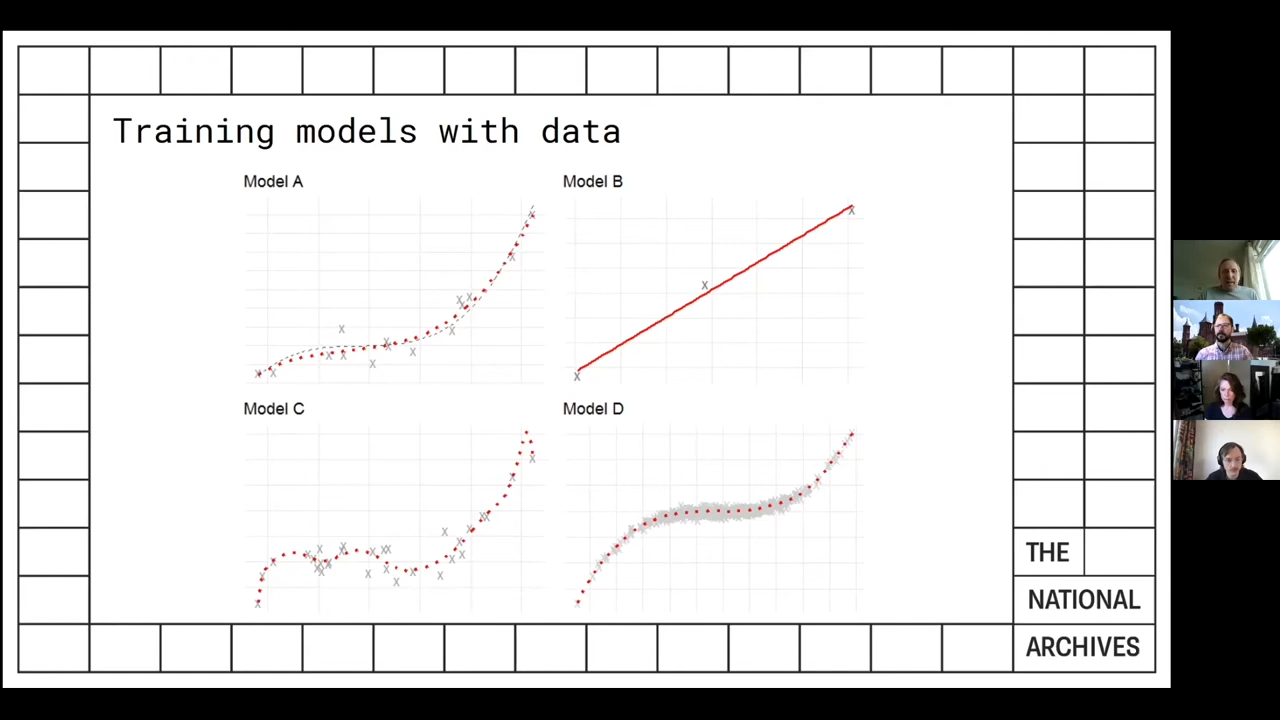 Training models with data
Model A
Model B
Model C
Model D
THE
NATIONAL
ARCHIVES